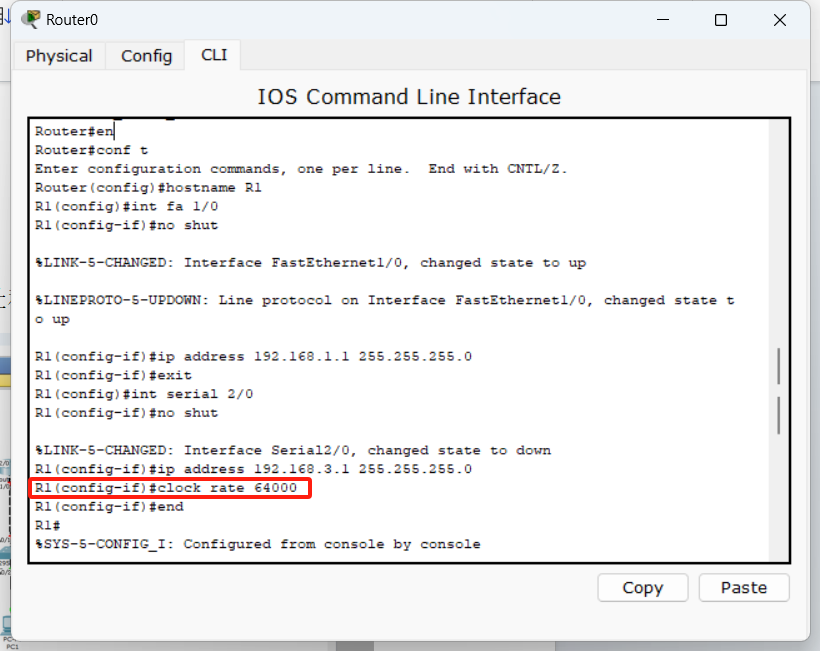 Router0
Physical
Config
CLI
IOS Command Line Interface
Router#en
Router#conf t
Enter configuration commands, one per line.  End with CNTL/Z.
Router(config)#hostname R1
R1(config)#int fa 1/0
R1(config-if)#no shut
%LINK-5-CHANGED: Interface FastEthernet1/0, changed state to up
%LINEPROTO-5-UPDOWN: Line protocol on Interface FastEthernet1/0, changed state t
o up
R1(config-if)#ip address 192.168.1.1 255.255.255.0
R1(config-if)#exit
R1(config)#int serial 2/0
R1(config-if)#no shut
%LINK-5-CHANGED: Interface Serial2/0, changed state to down
R1(config-if)#ip address 192.168.3.1 255.255.255.0
R1(config-if)#clock rate 64000
R1(config-if)#end
R1#
%SYS-5-CONFIG_I: Configured from console by console
Copy
Paste
PC1